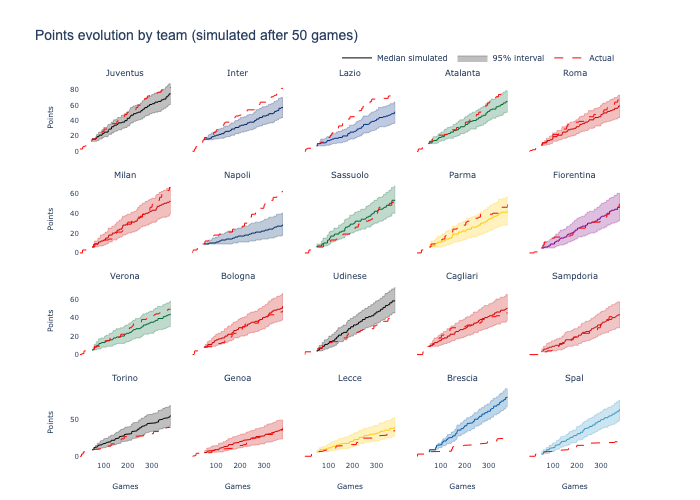 Points evolution by team (simulated after 50 games)
Median simulated 95% interval Actual
Juventus Inter Lazio Atalanta Roma
80
60
40
20
0
Points
Milan Napoli Sassuolo Parma Fiorentina
60
40
20
0
Points
Verona Bologna Udinese Cagliari Sampdoria
60
40
20
0
Points
Torino Genoa Lecce Brescia Spal
50
0
Points
100 200 300 100 200 300 100 200 300 100 200 300 100 200 300
Games Games Games Games Games